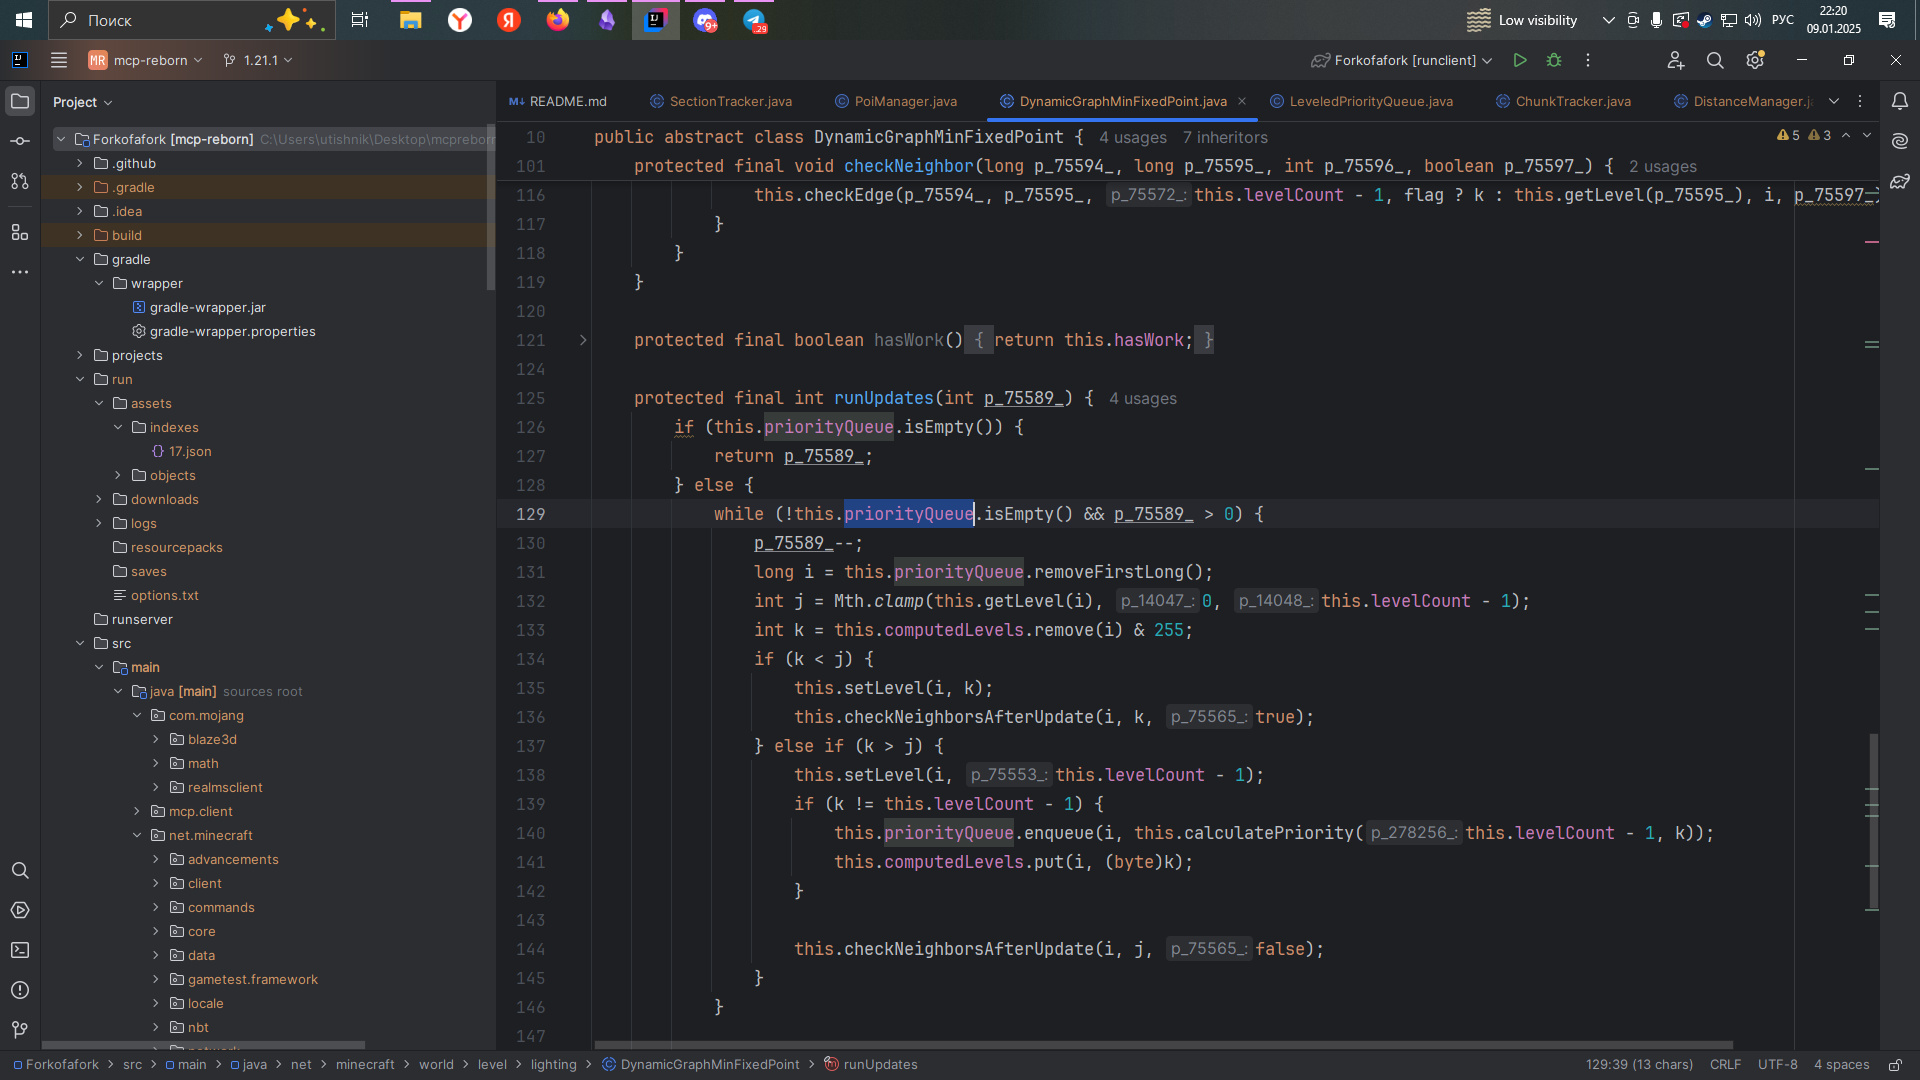 Поиск
9+
29
Low visibility
РУС
22:20
09.01.2025
MR mcp-reborn
1.21.1
Forkofafork [runclient]
Project
M↓ README.md
SectionTracker.java
PoiManager.java
DynamicGraphMinFixedPoint.java
LeveledPriorityQueue.java
ChunkTracker.java
DistanceManager.j
Forkofafork [mcp-reborn] C:\Users\utishnik\Desktop\mcprebor
.github
.gradle
.idea
build
gradle
wrapper
gradle-wrapper.jar
gradle-wrapper.properties
projects
run
assets
indexes
17.json
objects
downloads
logs
resourcepacks
saves
options.txt
runserver
src
main
java [main] sources root
com.mojang
blaze3d
math
realmsclient
mcp.client
net.minecraft
advancements
client
commands
core
data
gametest.framework
locale
nbt
5 3
10 public abstract class DynamicGraphMinFixedPoint { 4 usages 7 inheritors
101 protected final void checkNeighbor(long p_75594_, long p_75595_, int p_75596_, boolean p_75597_) { 2 usages
116 this.checkEdge(p_75594_, p_75595_, p_75572_: this.levelCount - 1, flag ? k : this.getLevel(p_75595_), i, p_75597_)
117 }
118 }
119 }
120
121 protected final boolean hasWork() { return this.hasWork; }
124
125 protected final int runUpdates(int p_75589_) { 4 usages
126 if (this.priorityQueue.isEmpty()) {
127 return p_75589_;
128 } else {
129 while (!this.priorityQueue.isEmpty() && p_75589_ > 0) {
130 p_75589_--;
131 long i = this.priorityQueue.removeFirstLong();
132 int j = Mth.clamp(this.getLevel(i), p_14047_: 0, p_14048_: this.levelCount - 1);
133 int k = this.computedLevels.remove(i) & 255;
134 if (k < j) {
135 this.setLevel(i, k);
136 this.checkNeighborsAfterUpdate(i, k, p_75565_: true);
137 } else if (k > j) {
138 this.setLevel(i, p_75553_: this.levelCount - 1);
139 if (k != this.levelCount - 1) {
140 this.priorityQueue.enqueue(i, this.calculatePriority( p_278256_: this.levelCount - 1, k));
141 this.computedLevels.put(i, (byte)k);
142 }
143
144 this.checkNeighborsAfterUpdate(i, j, p_75565_: false);
145 }
146 }
147
Forkofafork > src > main > java > net > minecraft > world > level > lighting > DynamicGraphMinFixedPoint > runUpdates
129:39 (13 chars) CRLF UTF-8 4 spaces